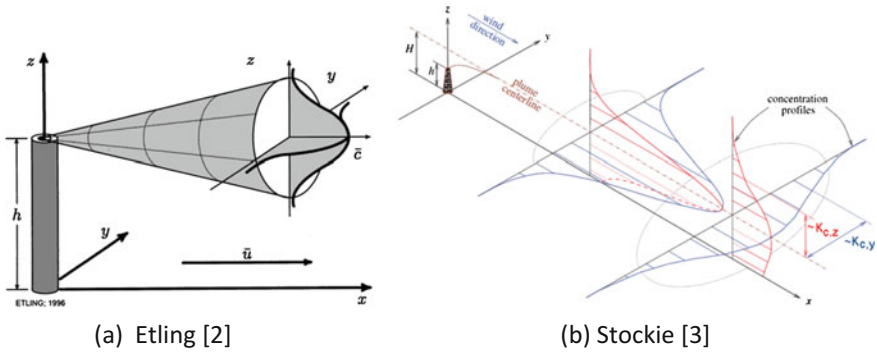 z
z
y
c̄
h
y
ū
x
ETLING; 1996
(a) Etling [2]
z
wind
direction
y
H
h
plume
centerline
concentration
profiles
~K_c,z
~K_c,y
x
(b) Stockie [3]